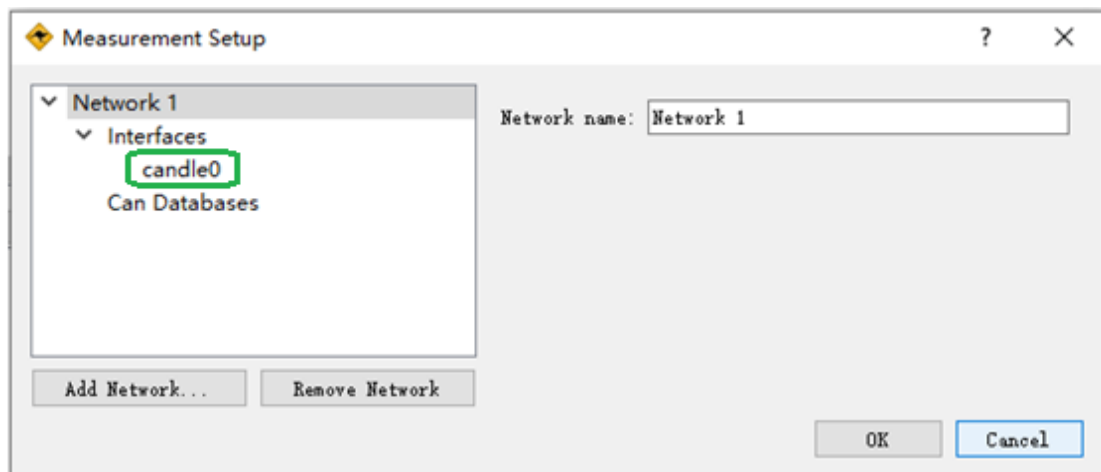 Measurement Setup
Network 1
Interfaces
candle0
Can Databases
Network name: Network 1
Add Network...
Remove Network
OK
Cancel